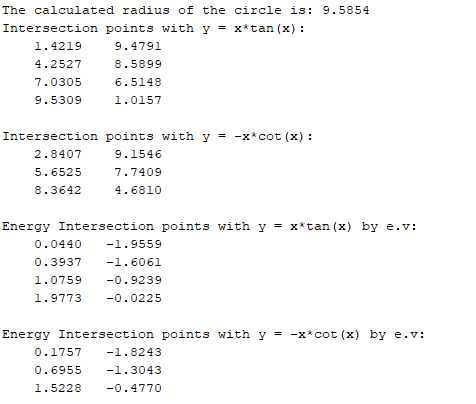 The calculated radius of the circle is: 9.5854
Intersection points with y = x*tan(x):
1.4219 9.4791
4.2527 8.5899
7.0305 6.5148
9.5309 1.0157
Intersection points with y = -x*cot(x):
2.8407 9.1546
5.6525 7.7409
8.3642 4.6810
Energy Intersection points with y = x*tan(x) by e.v:
0.0440 -1.9559
0.3937 -1.6061
1.0759 -0.9239
1.9773 -0.0225
Energy Intersection points with y = -x*cot(x) by e.v:
0.1757 -1.8243
0.6955 -1.3043
1.5228 -0.4770